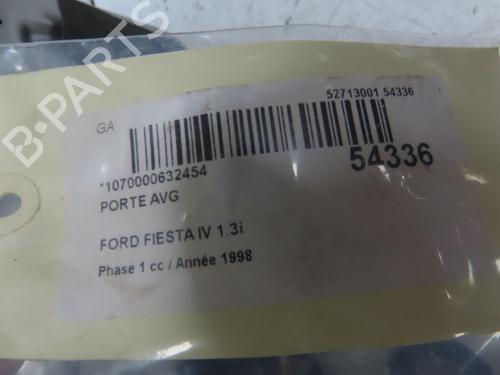 B-PARTS
52713001 54336
GA
54336
*1070000632454
PORTE AVG
FORD FIESTA IV 1.3i
Phase 1 cc / Année 1998